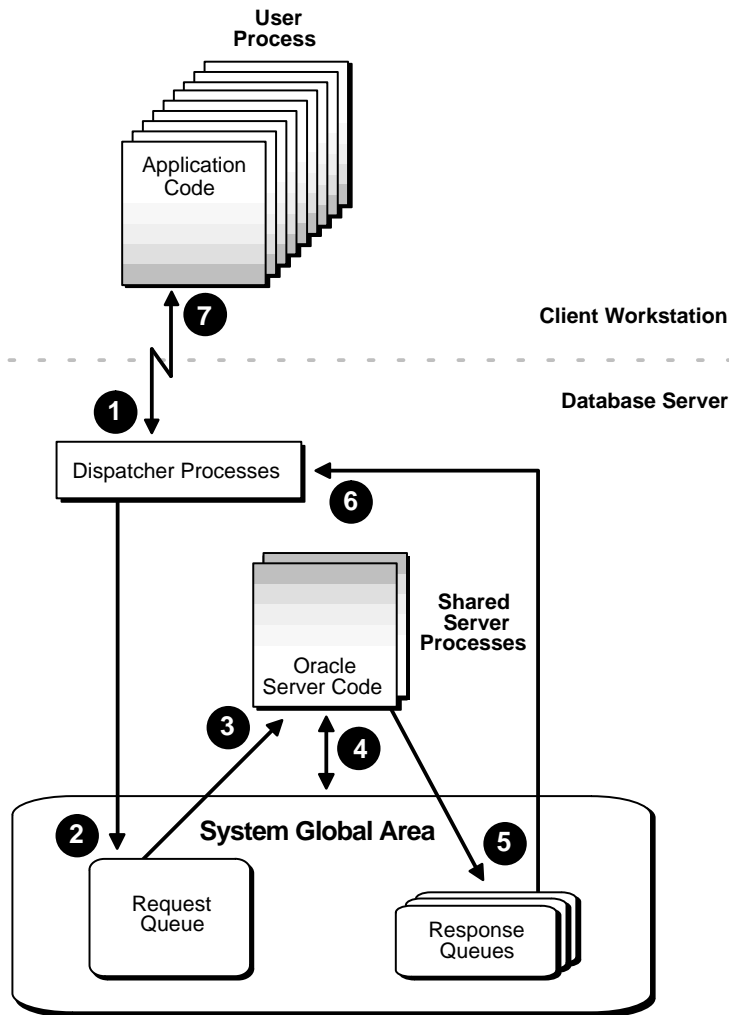 User
Process
Application
Code
7
Client Workstation
Database Server
1
Dispatcher Processes
6
Shared
Server
Processes
Oracle
Server Code
3
4
2
System Global Area
5
Request
Queue
Response
Queues